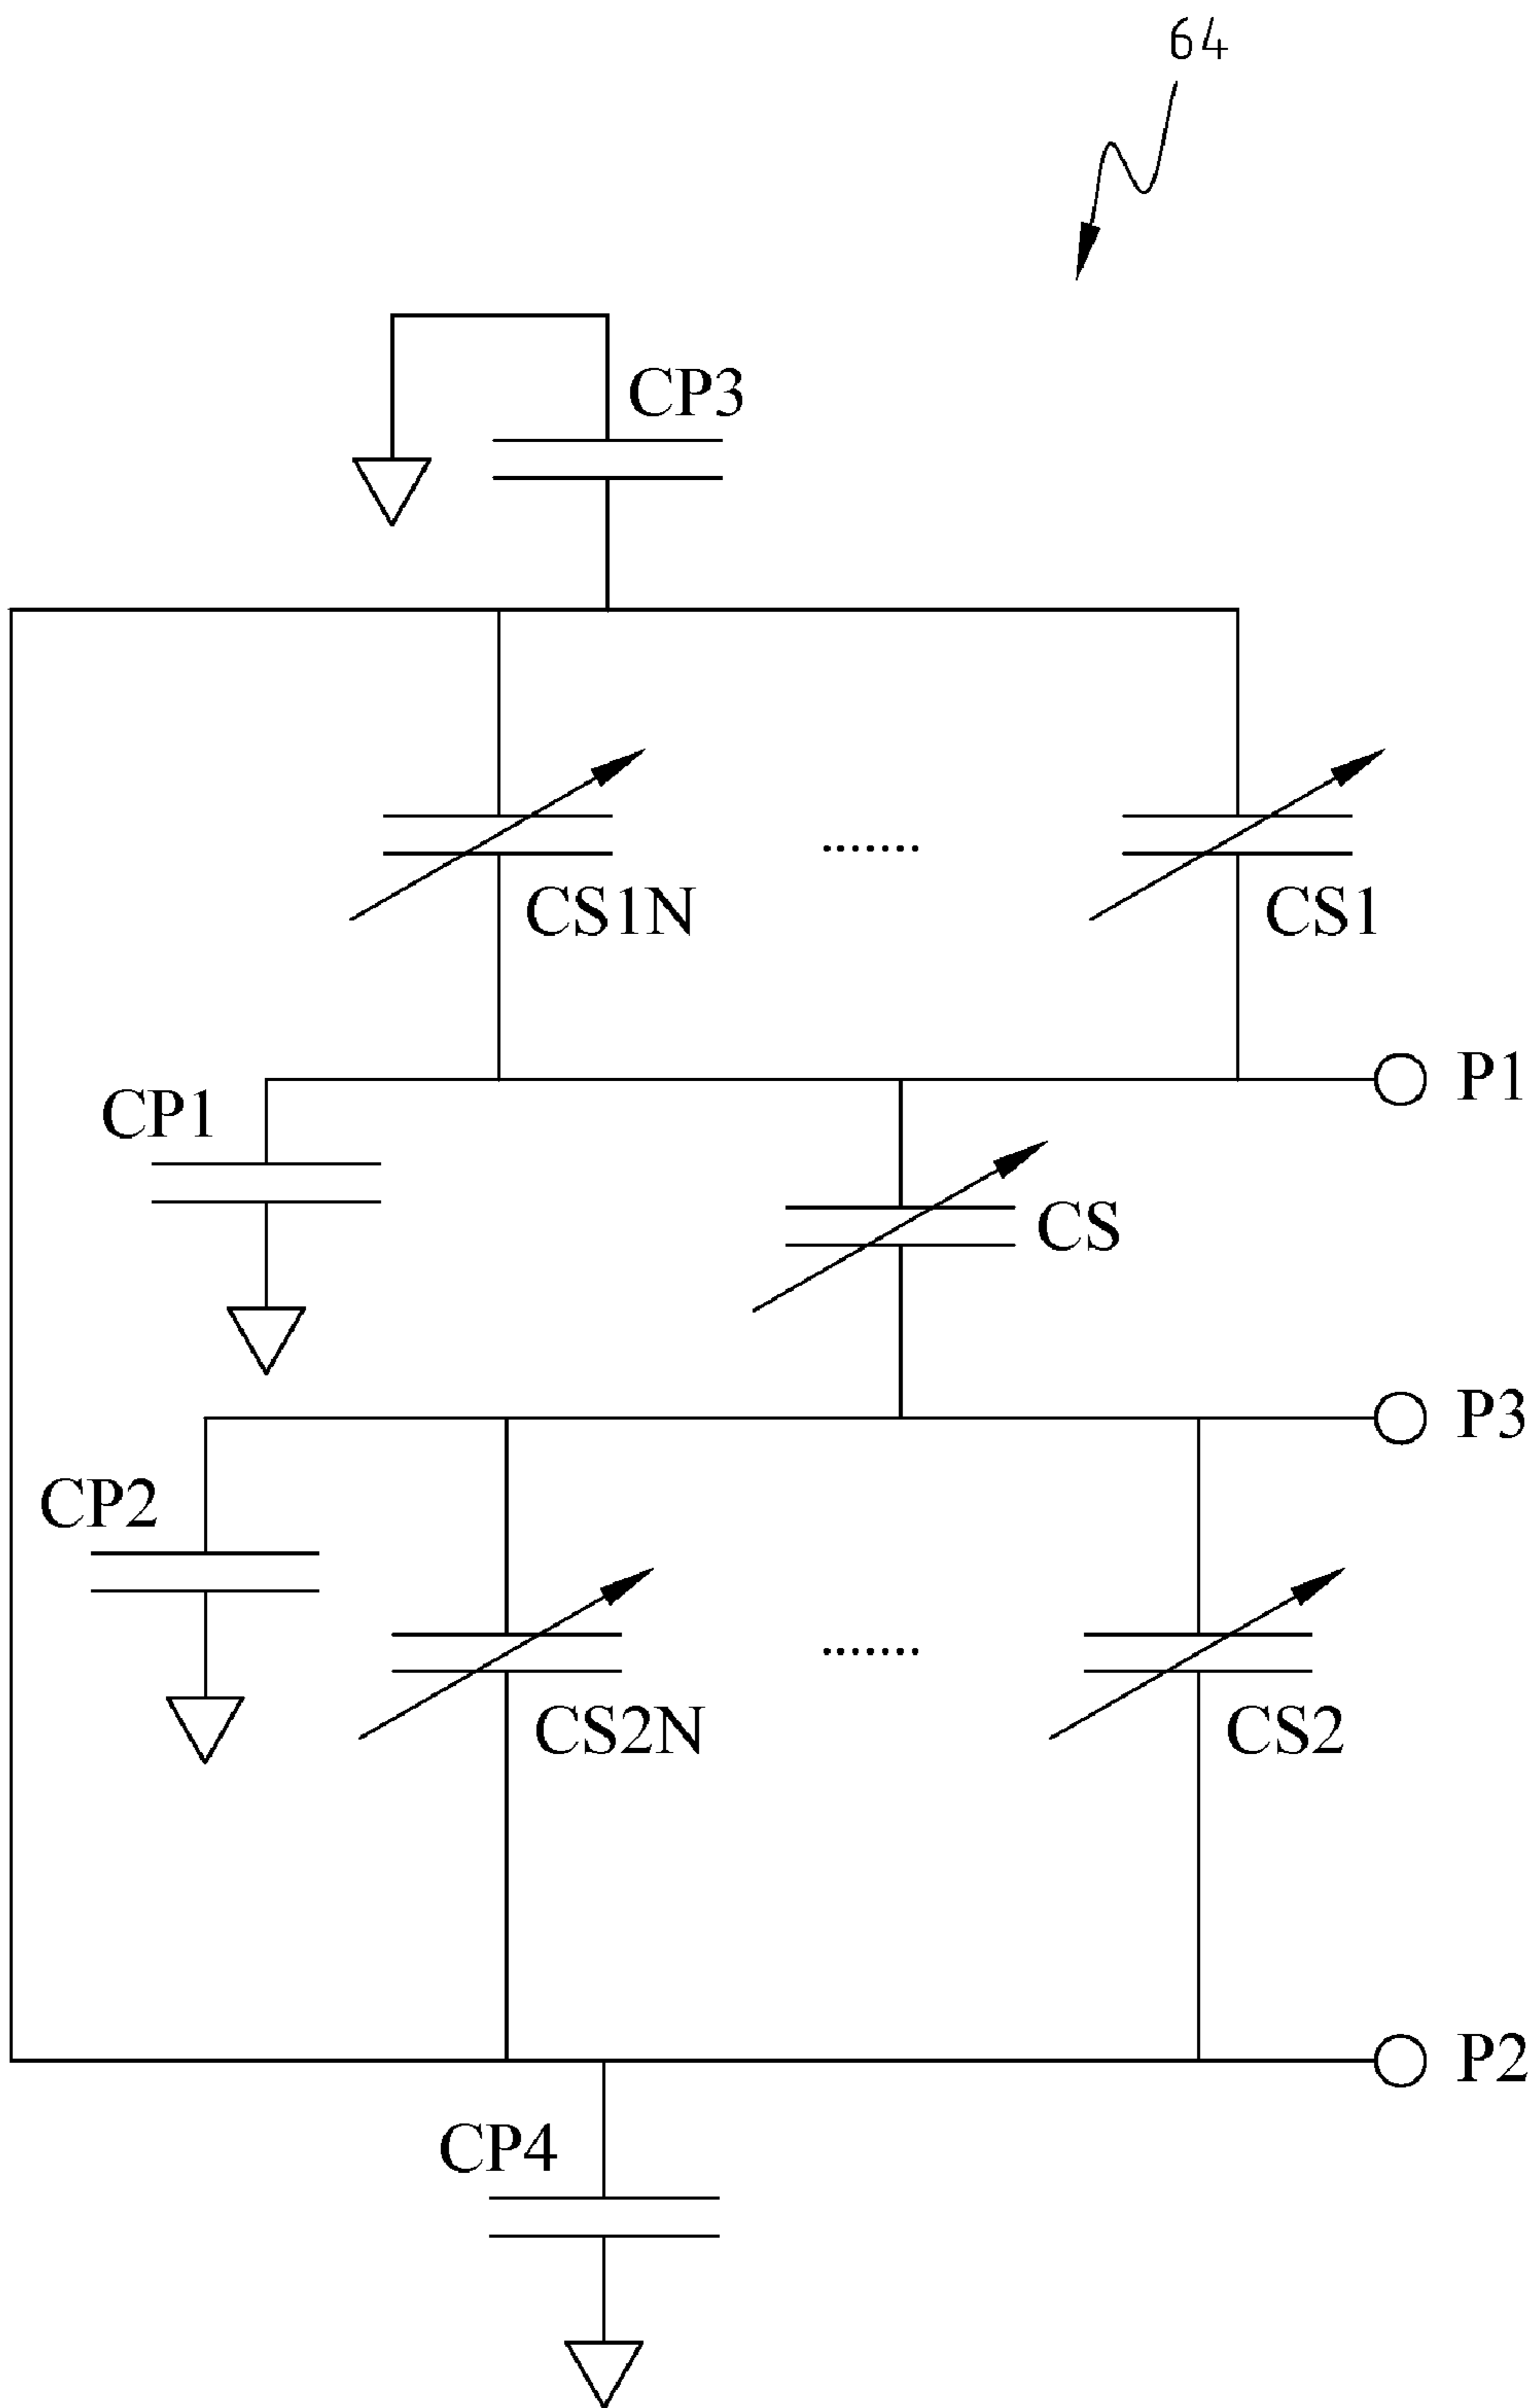 64
CP3
CS1N
.......
CS1
P1
CP1
CS
P3
CP2
CS2N
.......
CS2
P2
CP4